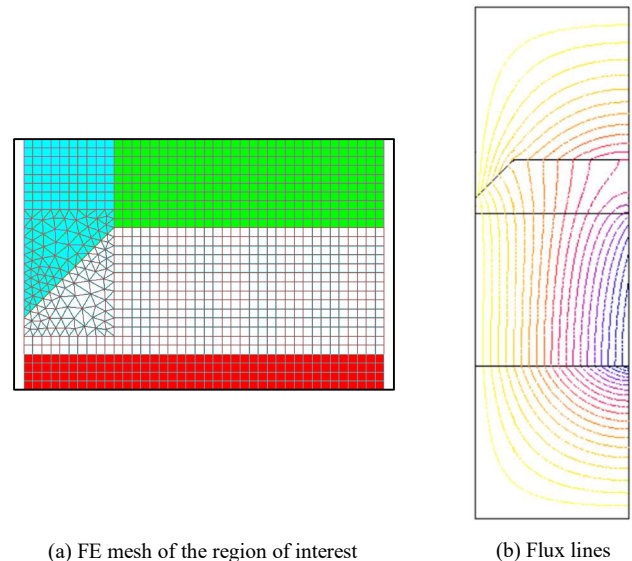 (a) FE mesh of the region of interest
(b) Flux lines